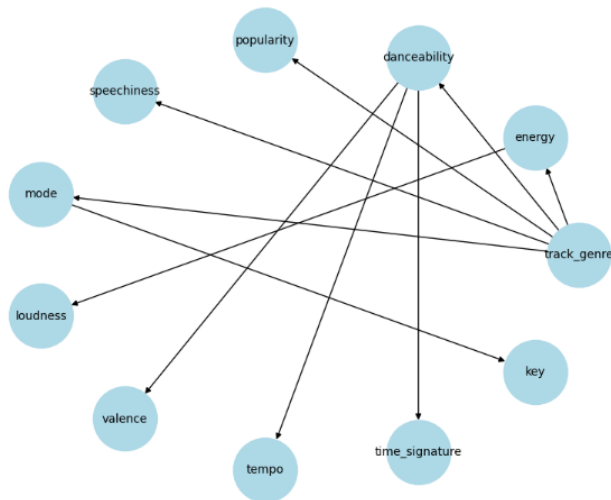 popularity
danceability
speechiness
energy
mode
track_genre
loudness
key
valence
time_signature
tempo